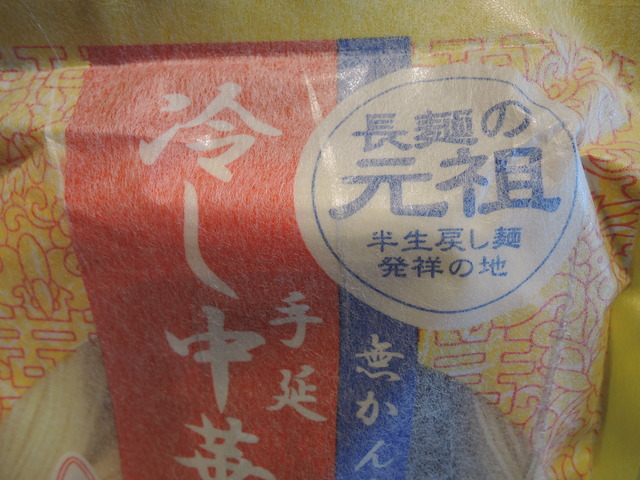 長麺の
元祖
半生戻し麺
発祥の地
冷し中華
手延
無かん